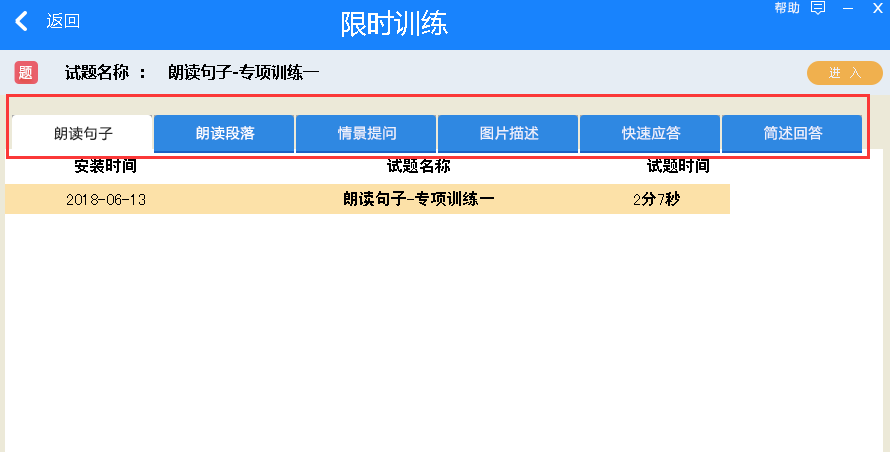 返回 限时训练 帮助
题 试题名称 ： 朗读句子-专项训练一 进 入
朗读句子 朗读段落 情景提问 图片描述 快速应答 简述回答
安装时间 试题名称 试题时间
2018-06-13 朗读句子-专项训练一 2分7秒